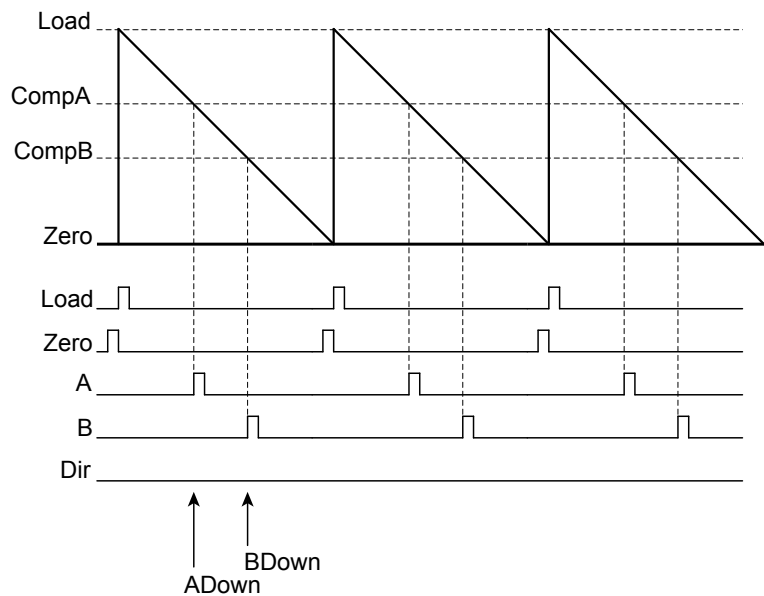 Load
CompA
CompB
Zero
Load
Zero
A
B
Dir
BDown
ADown